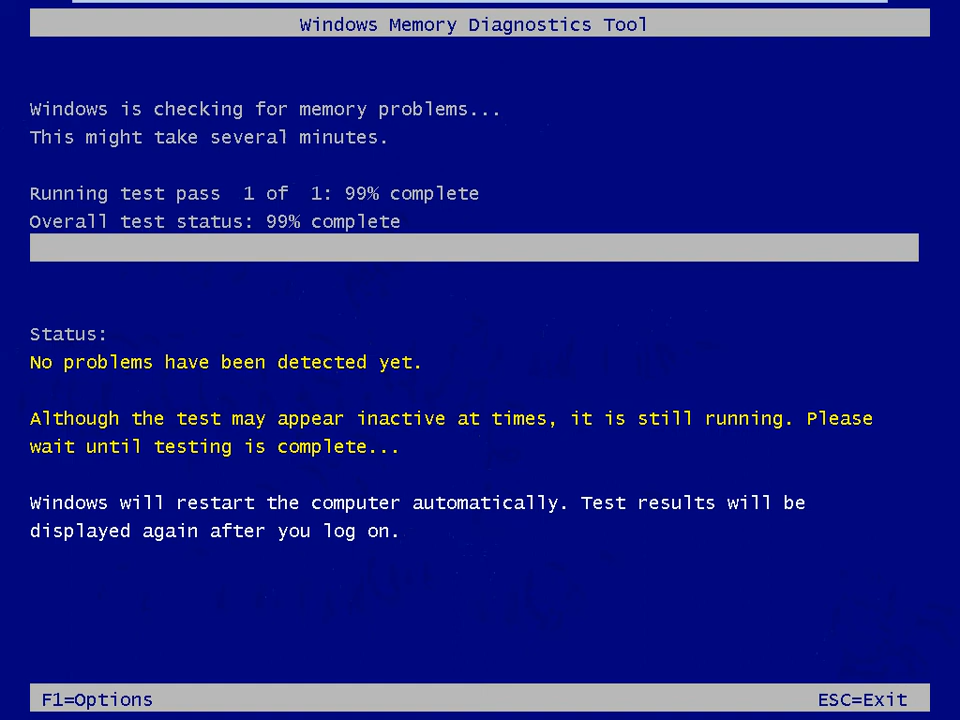 Windows Memory Diagnostics Tool
Windows is checking for memory problems...
This might take several minutes.
Running test pass  1 of  1: 99% complete
Overall test status: 99% complete
Status:
No problems have been detected yet.
Although the test may appear inactive at times, it is still running. Please
wait until testing is complete...
Windows will restart the computer automatically. Test results will be
displayed again after you log on.
F1=Options ESC=Exit